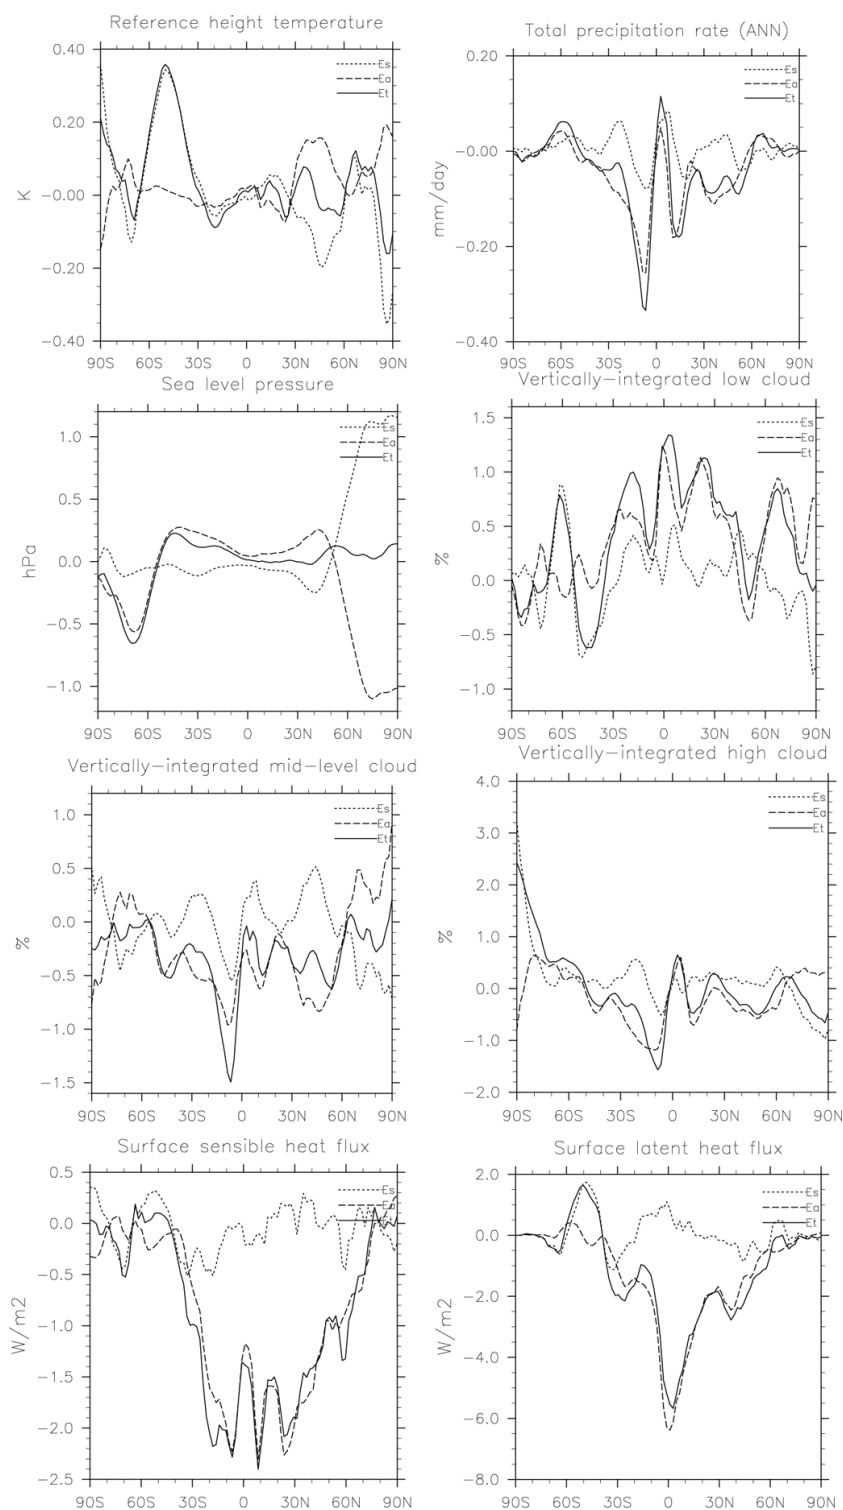 Reference height temperature
0.40
0.20
-0.00
-0.20
-0.40
K
Es
Ea
Et
90S 60S 30S 0 30N 60N 90N
Total precipitation rate (ANN)
0.20
-0.00
-0.20
-0.40
mm/day
Es
Ea
Et
90S 60S 30S 0 30N 60N 90N
Sea level pressure
1.0
0.5
0.0
-0.5
-1.0
hPa
Es
Ea
Et
90S 60S 30S 0 30N 60N 90N
Vertically-integrated low cloud
1.5
1.0
0.5
0.0
-0.5
-1.0
%
Es
Ea
Et
90S 60S 30S 0 30N 60N 90N
Vertically-integrated mid-level cloud
1.0
0.5
0.0
-0.5
-1.0
-1.5
%
Es
Ea
Et
90S 60S 30S 0 30N 60N 90N
Vertically-integrated high cloud
4.0
3.0
2.0
1.0
0.0
-1.0
-2.0
%
Es
Ea
Et
90S 60S 30S 0 30N 60N 90N
Surface sensible heat flux
0.5
0.0
-0.5
-1.0
-1.5
-2.0
-2.5
W/m2
Es
Ea
Et
90S 60S 30S 0 30N 60N 90N
Surface latent heat flux
2.0
0.0
-2.0
-4.0
-6.0
-8.0
W/m2
Es
Ea
Et
90S 60S 30S 0 30N 60N 90N